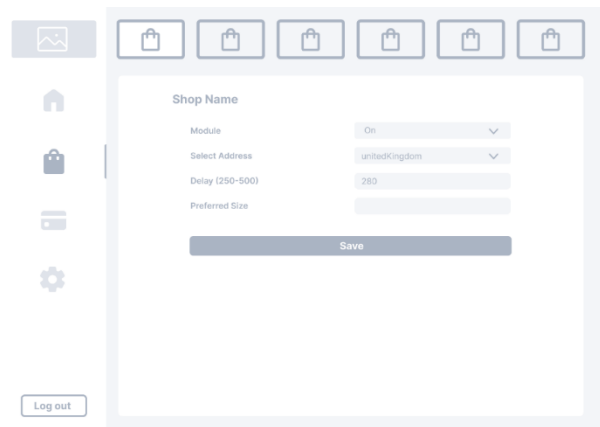 Shop Name
Module On
Select Address unitedKingdom
Delay (250-500) 280
Preferred Size
Save
Log out